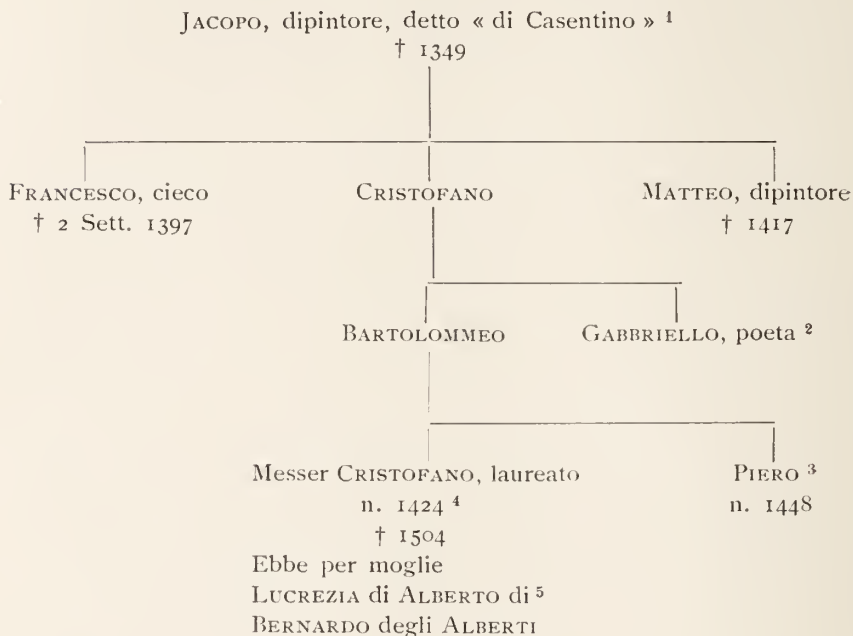 JACOPO, dipintore, detto « di Casentino » ¹
† 1349
FRANCESCO, cieco
† 2 Sett. 1397
CRISTOFANO
MATTEO, dipintore
† 1417
BARTOLOMMEO
GABBRIELLO, poeta ²
Messer CRISTOFANO, laureato
n. 1424 ⁴
† 1504
Ebbe per moglie
LUCREZIA di ALBERTO di ⁵
BERNARDO degli ALBERTI
PIERO ³
n. 1448